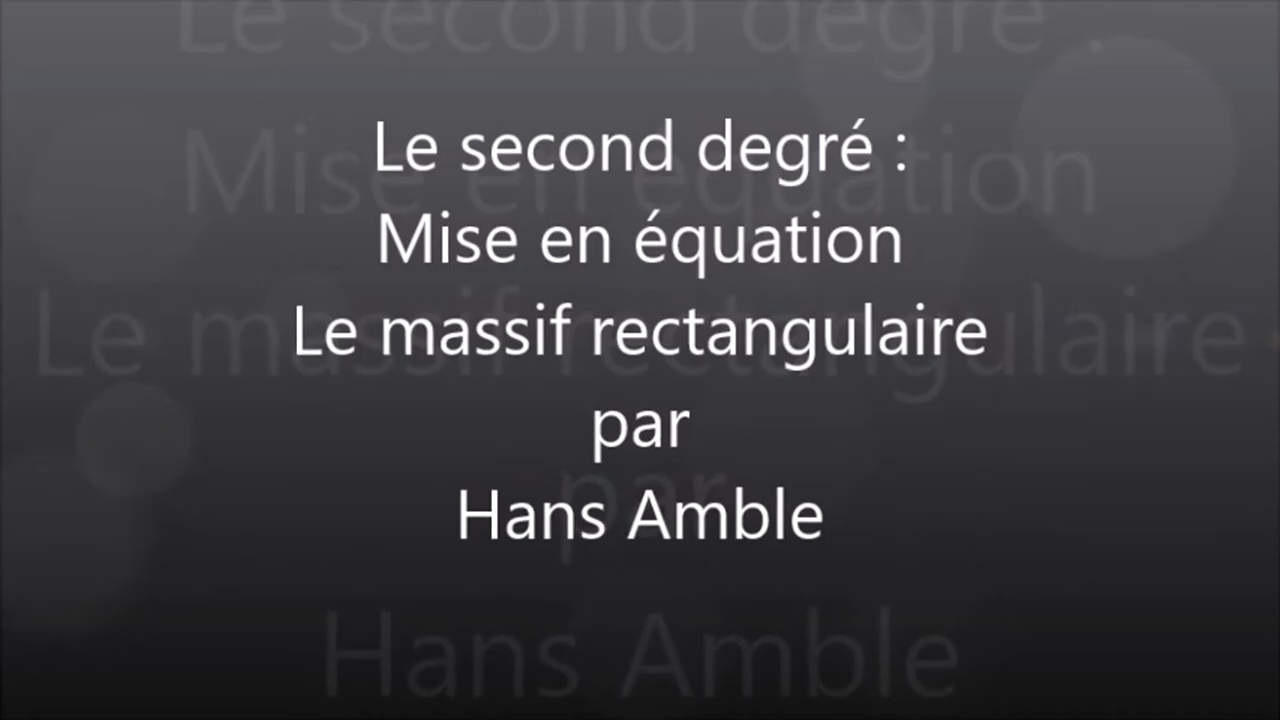 Le second degré :
Mise en équation
Le massif rectangulaire
par
Hans Amble